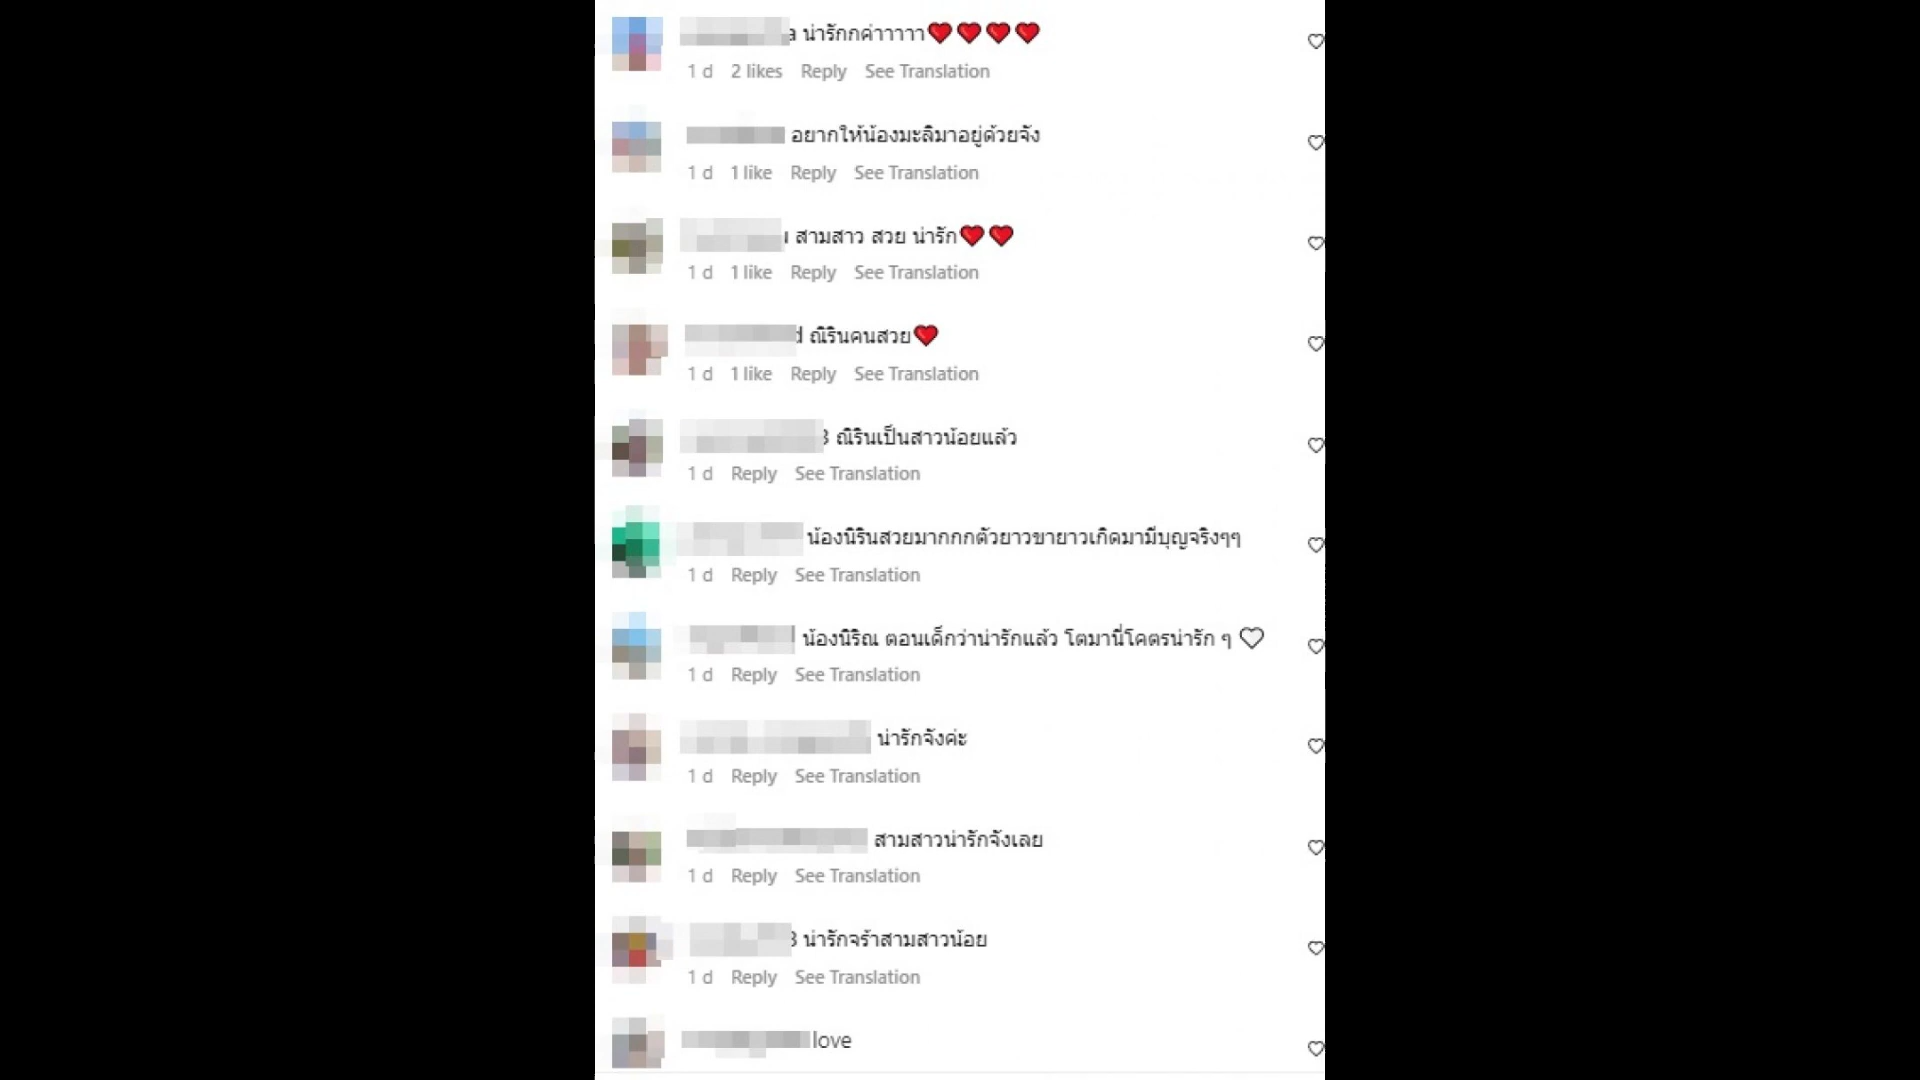 น่ารักกค่าาาาา❤❤❤❤
1 d 2 likes Reply See Translation
อยากให้น้องมะลิมาอยู่ด้วยจัง
1 d 1 like Reply See Translation
สามสาว สวย น่ารัก❤❤
1 d 1 like Reply See Translation
ณิรินคนสวย❤
1 d 1 like Reply See Translation
ณิรินเป็นสาวน้อยแล้ว
1 d Reply See Translation
น้องนิรินสวยมากกกตัวยาวขายาวเกิดมามีบุญจริงๆๆ
1 d Reply See Translation
น้องนิริณ ตอนเด็กว่าน่ารักแล้ว โตมานี่โคตรน่ารัก ๆ 🤍
1 d Reply See Translation
น่ารักจังค่ะ
1 d Reply See Translation
สามสาวน่ารักจังเลย
1 d Reply See Translation
น่ารักจร้าสามสาวน้อย
1 d Reply See Translation
love